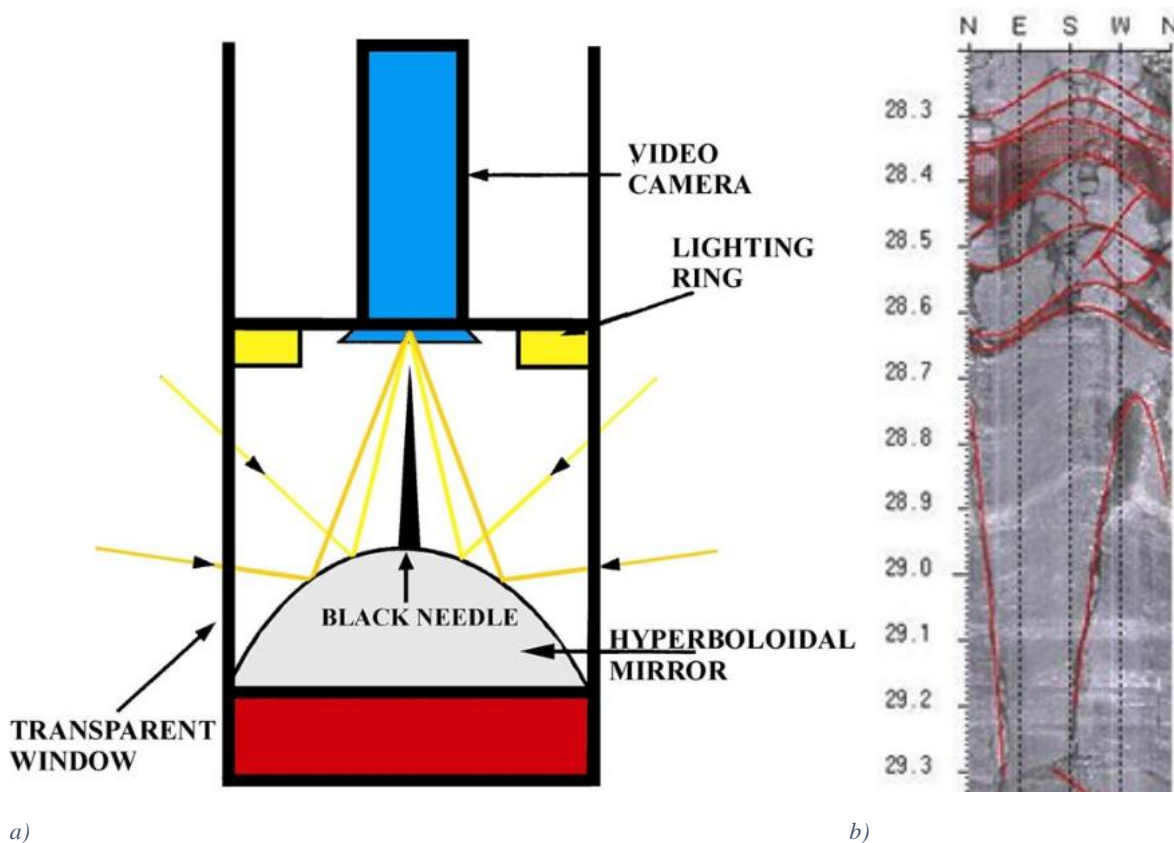 VIDEO
CAMERA
LIGHTING
RING
BLACK NEEDLE
HYPERBOLOIDAL
MIRROR
TRANSPARENT
WINDOW
a)
N E S W N
28.3
28.4
28.5
28.6
28.7
28.8
28.9
29.0
29.1
29.2
29.3
b)